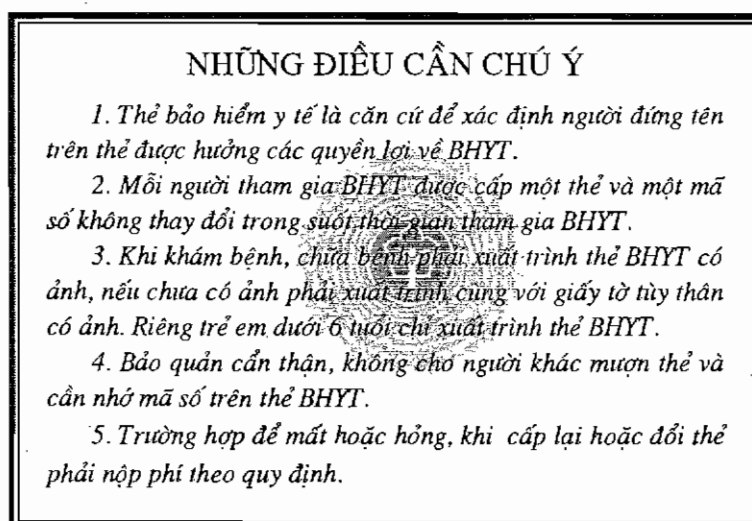 NHỮNG ĐIỀU CẦN CHÚ Ý
1. Thẻ bảo hiểm y tế là căn cứ để xác định người đứng tên
trên thẻ được hưởng các quyền lợi về BHYT.
2. Mỗi người tham gia BHYT được cấp một thẻ và một mã
số không thay đổi trong suốt thời gian tham gia BHYT.
3. Khi khám bệnh, chữa bệnh phải xuất trình thẻ BHYT có
ảnh, nếu chưa có ảnh phải xuất trình cùng với giấy tờ tùy thân
có ảnh. Riêng trẻ em dưới 6 tuổi chỉ xuất trình thẻ BHYT.
4. Bảo quản cẩn thận, không cho người khác mượn thẻ và
cần nhớ mã số trên thẻ BHYT.
5. Trường hợp để mất hoặc hỏng, khi cấp lại hoặc đổi thẻ
phải nộp phí theo quy định.